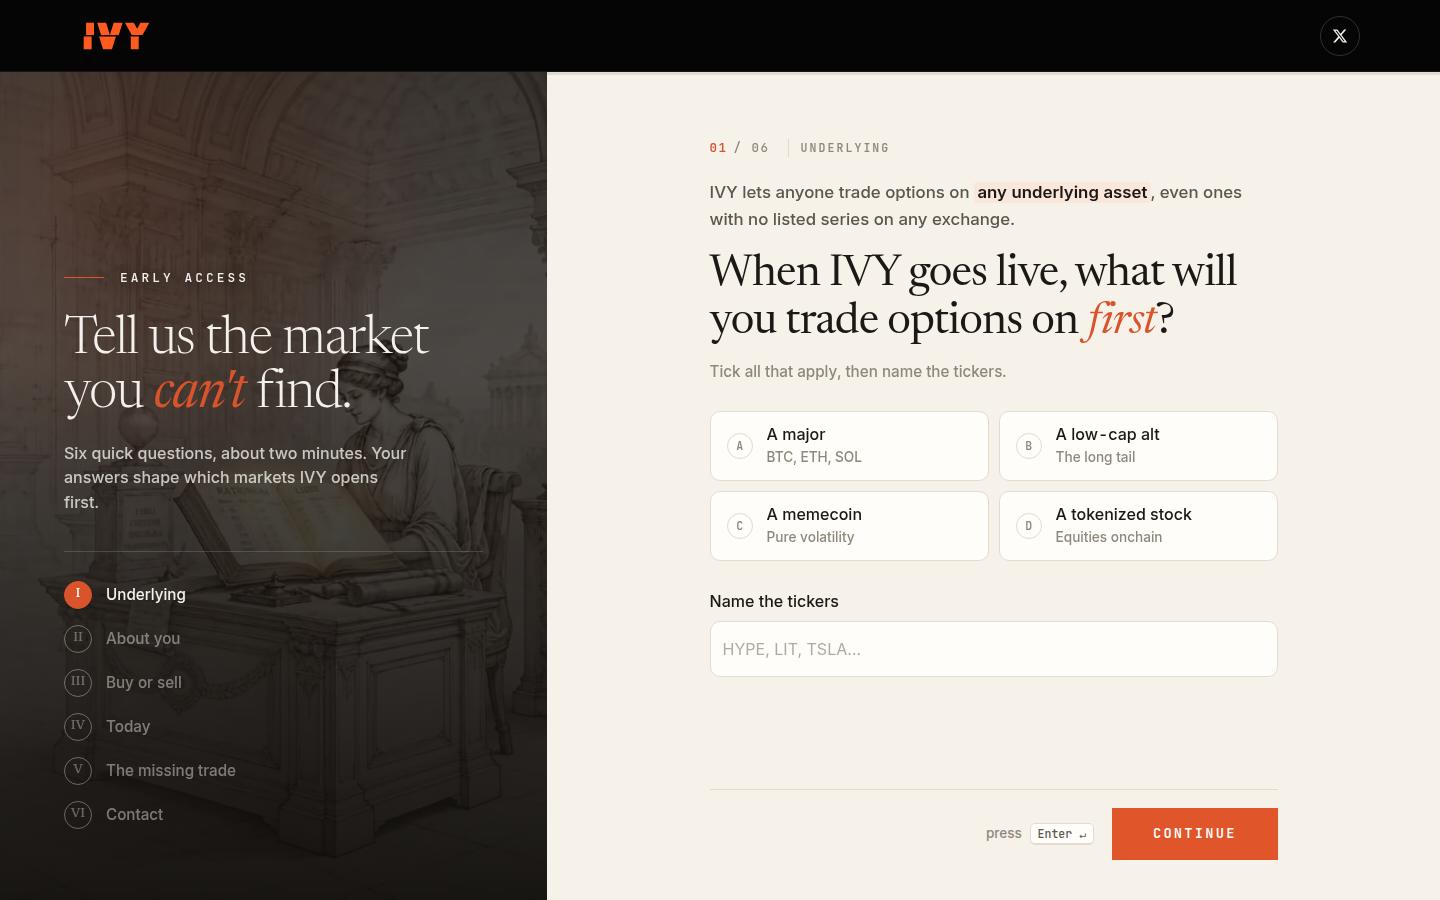 IVY
EARLY ACCESS
Tell us the market
you can't find.
Six quick questions, about two minutes. Your
answers shape which markets IVY opens
first.
I Underlying
II About you
III Buy or sell
IV Today
V The missing trade
VI Contact
01 / 06 UNDERLYING
IVY lets anyone trade options on any underlying asset, even ones
with no listed series on any exchange.
When IVY goes live, what will
you trade options on first?
Tick all that apply, then name the tickers.
A A major
BTC, ETH, SOL
B A low-cap alt
The long tail
C A memecoin
Pure volatility
D A tokenized stock
Equities onchain
Name the tickers
HYPE, LIT, TSLA...
press Enter ↵
CONTINUE